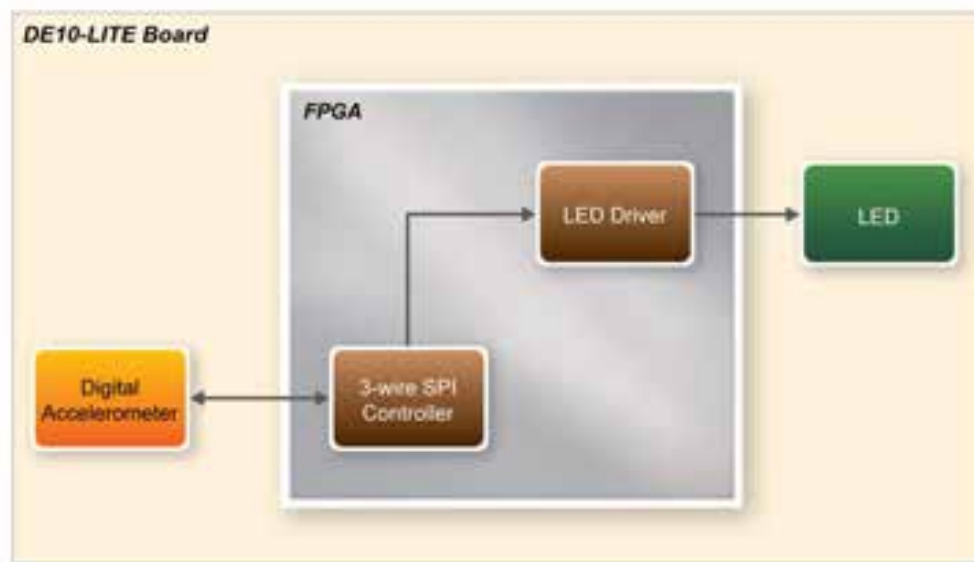 DE10-LITE Board
FPGA
LED Driver
LED
Digital
Accelerometer
3-wire SPI
Controller